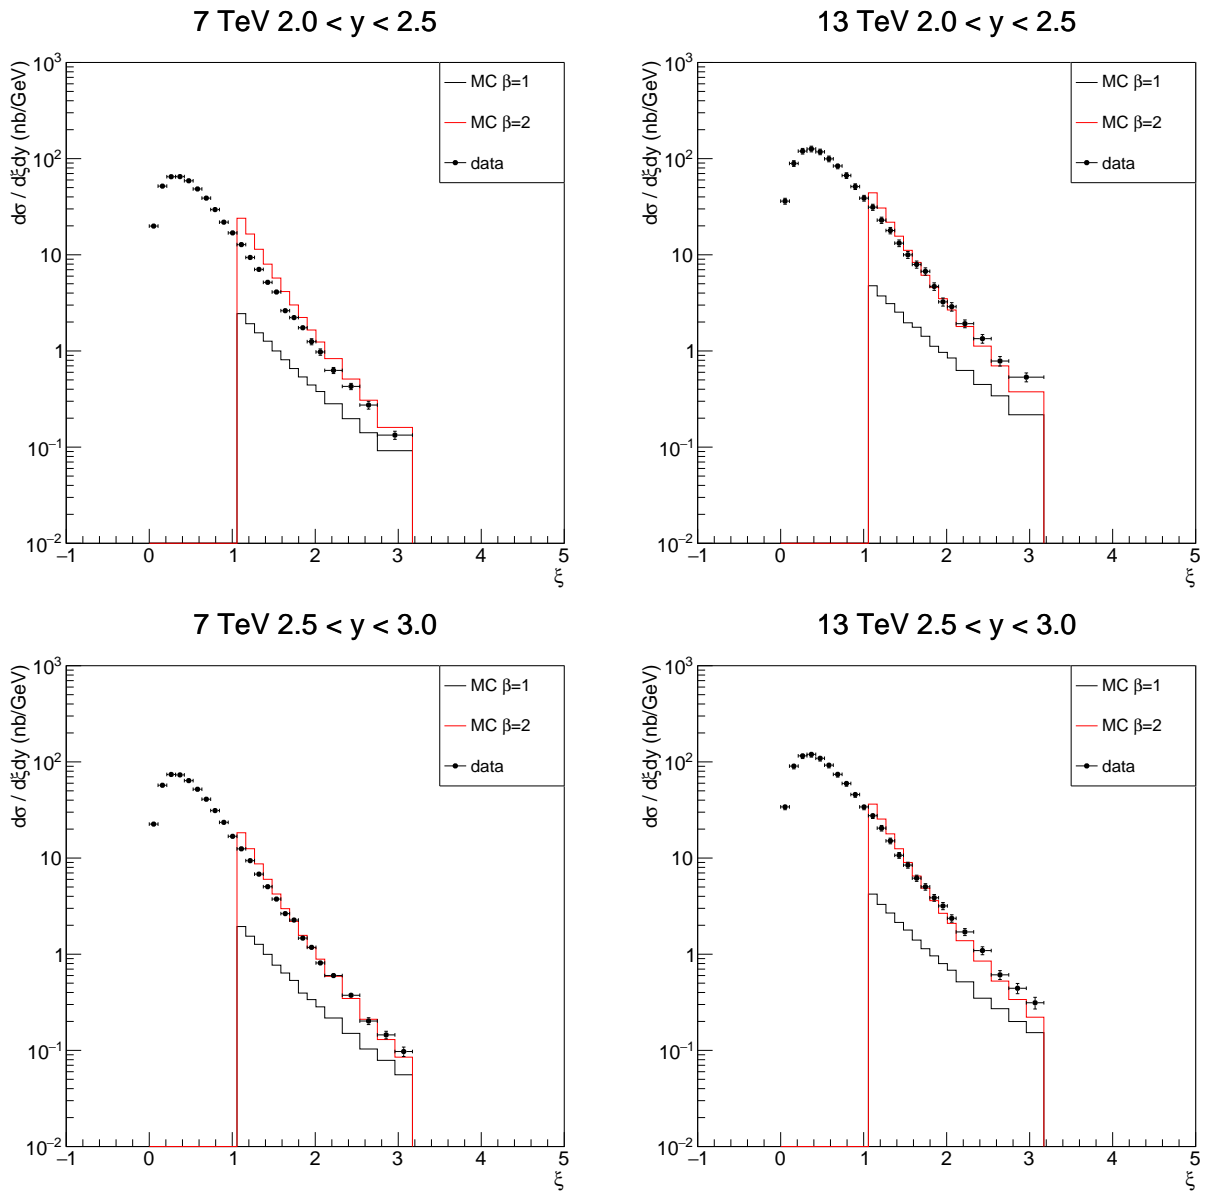 7 TeV 2.0 < y < 2.5
dσ / dξdy (nb/GeV)
10³
10²
10
1
10⁻¹
10⁻²
−1 0 1 2 3 4 5
ξ
MC β=1
MC β=2
data
13 TeV 2.0 < y < 2.5
dσ / dξdy (nb/GeV)
10³
10²
10
1
10⁻¹
10⁻²
−1 0 1 2 3 4 5
ξ
MC β=1
MC β=2
data
7 TeV 2.5 < y < 3.0
dσ / dξdy (nb/GeV)
10³
10²
10
1
10⁻¹
10⁻²
−1 0 1 2 3 4 5
ξ
MC β=1
MC β=2
data
13 TeV 2.5 < y < 3.0
dσ / dξdy (nb/GeV)
10³
10²
10
1
10⁻¹
10⁻²
−1 0 1 2 3 4 5
ξ
MC β=1
MC β=2
data